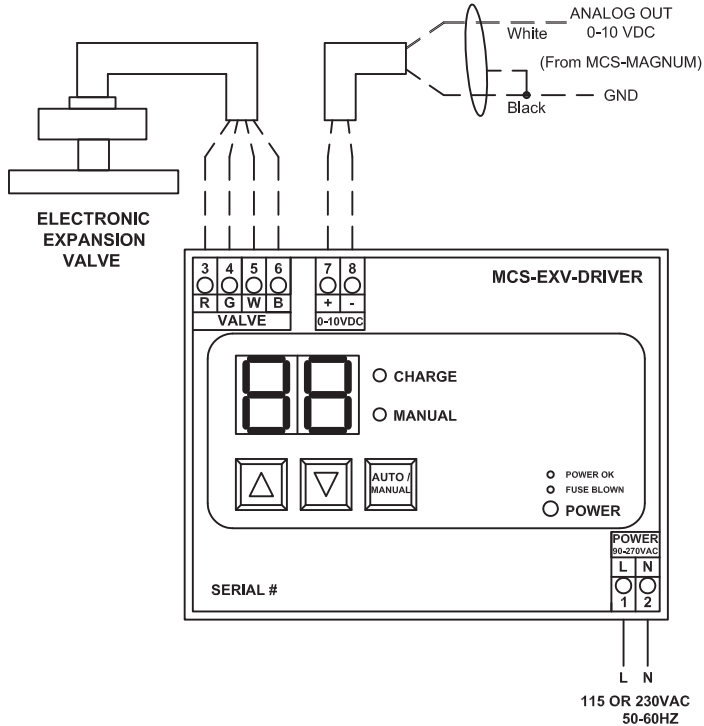 ANALOG OUT
0-10 VDC
White
(From MCS-MAGNUM)
GND
Black
ELECTRONIC
EXPANSION
VALVE
3 4 5 6 7 8
R G W B + -
VALVE 0-10VDC
MCS-EXV-DRIVER
88
CHARGE
MANUAL
AUTO /
MANUAL
POWER OK
FUSE BLOWN
POWER
POWER
90-270VAC
L N
1 2
SERIAL #
L N
115 OR 230VAC
50-60HZ